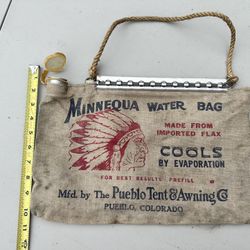 MINNEQUA WATER BAG
MADE FROM
IMPORTED FLAX
COOLS
BY EVAPORATION
FOR BEST RESULTS PREFILL
Mfd. by The Pueblo Tent & Awning Co
PUEBLO, COLORADO